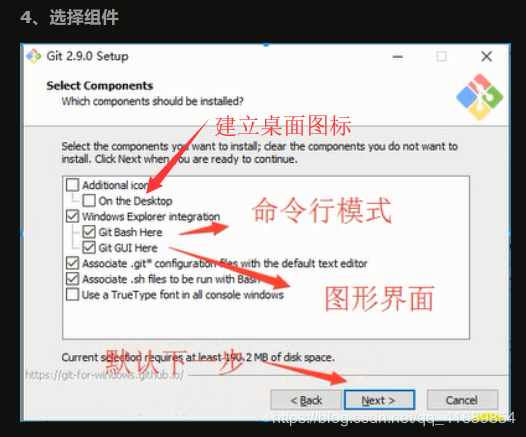 4、选择组件
Git 2.9.0 Setup
Select Components
Which components should be installed?
建立桌面图标
Select the components you want to install; clear the components you do not want to
install. Click Next when you are ready to continue.
Additional icons
On the Desktop
命令行模式
Windows Explorer integration
Git Bash Here
Git GUI Here
Associate .git* configuration files with the default text editor
Associate .sh files to be run with Bash
图形界面
Use a TrueType font in all console windows
默认下一步
Current selection requires at least 190.2 MB of disk space.
https://git-for-windows.github.io/
< Back
Next >
Cancel